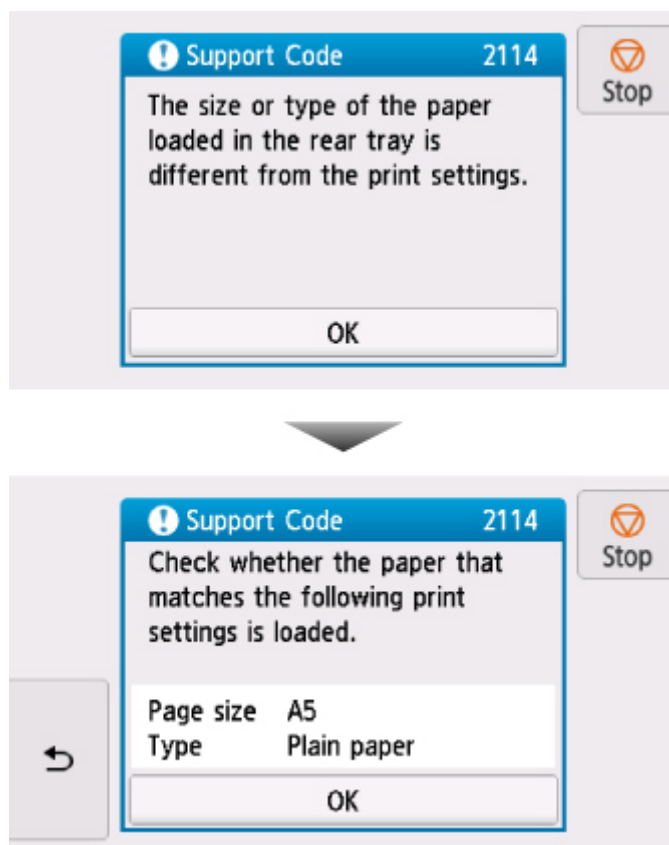 Support Code 2114
Stop
The size or type of the paper
loaded in the rear tray is
different from the print settings.
OK
Support Code 2114
Stop
Check whether the paper that
matches the following print
settings is loaded.
Page size A5
Type Plain paper
OK